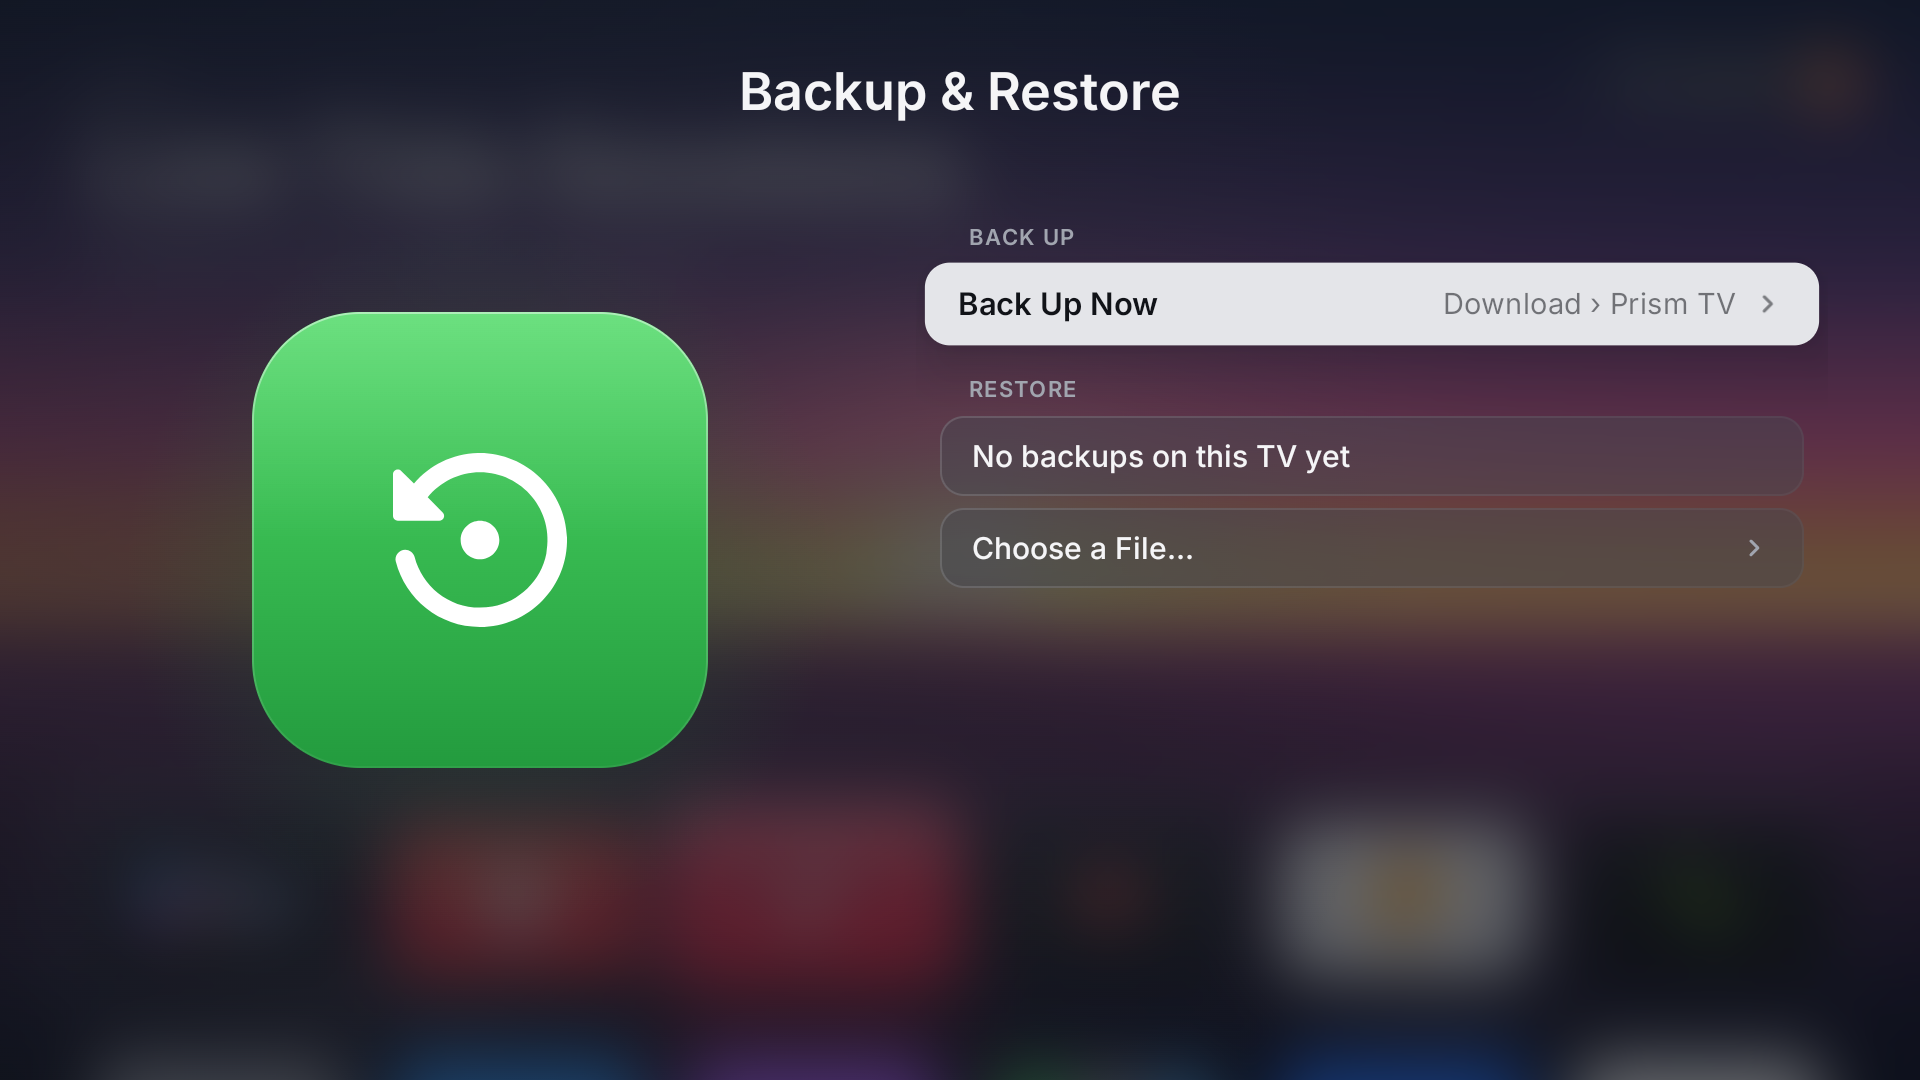 Backup & Restore
BACK UP
Back Up Now
Download › Prism TV
RESTORE
No backups on this TV yet
Choose a File...